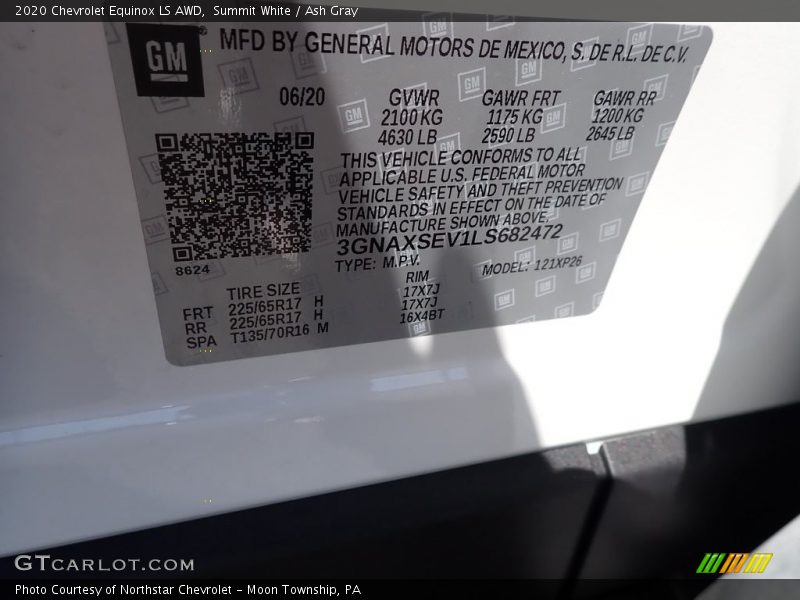 2020 Chevrolet Equinox LS AWD,  Summit White / Ash Gray
GM
MFD BY GENERAL MOTORS DE MEXICO, S. DE R.L. DE C.V.
06/20
GVWR
2100 KG
4630 LB
GAWR FRT
1175 KG
2590 LB
GAWR RR
1200 KG
2645 LB
THIS VEHICLE CONFORMS TO ALL
APPLICABLE U.S. FEDERAL MOTOR
VEHICLE SAFETY AND THEFT PREVENTION
STANDARDS IN EFFECT ON THE DATE OF
MANUFACTURE SHOWN ABOVE.
3GNAXSEV1LS682472
TYPE: M.P.V. MODEL: 121XP26
8624
TIRE SIZE RIM
FRT 225/65R17 H 17X7J
RR 225/65R17 H 17X7J
SPA T135/70R16 M 16X4BT
GTCARLOT.COM
Photo Courtesy of Northstar Chevrolet - Moon Township, PA